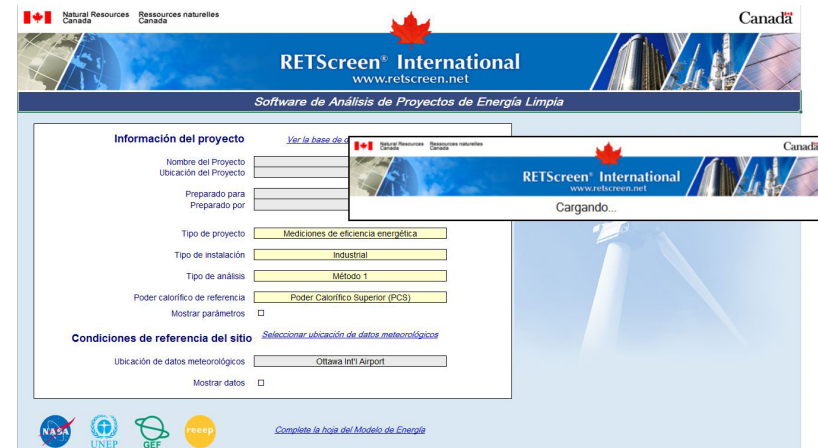 Natural Resources Canada
Ressources naturelles Canada
Canada
RETScreen® International
www.retscreen.net
Software de Análisis de Proyectos de Energía Limpia
Información del proyecto
Ver la base de d
Nombre del Proyecto
Ubicación del Proyecto
Preparado para
Preparado por
Natural Resources Canada
Ressources naturelles Canada
Canada
RETScreen® International
www.retscreen.net
Cargando...
Tipo de proyecto Mediciones de eficiencia energética
Tipo de instalación Industrial
Tipo de análisis Método 1
Poder calorífico de referencia Poder Calorífico Superior (PCS)
Mostrar parámetros
Condiciones de referencia del sitio Seleccionar ubicación de datos meteorológicos
Ubicación de datos meteorológicos Ottawa Int'l Airport
Mostrar datos
NASA
UNEP
GEF
reeep
Complete la hoja del Modelo de Energía